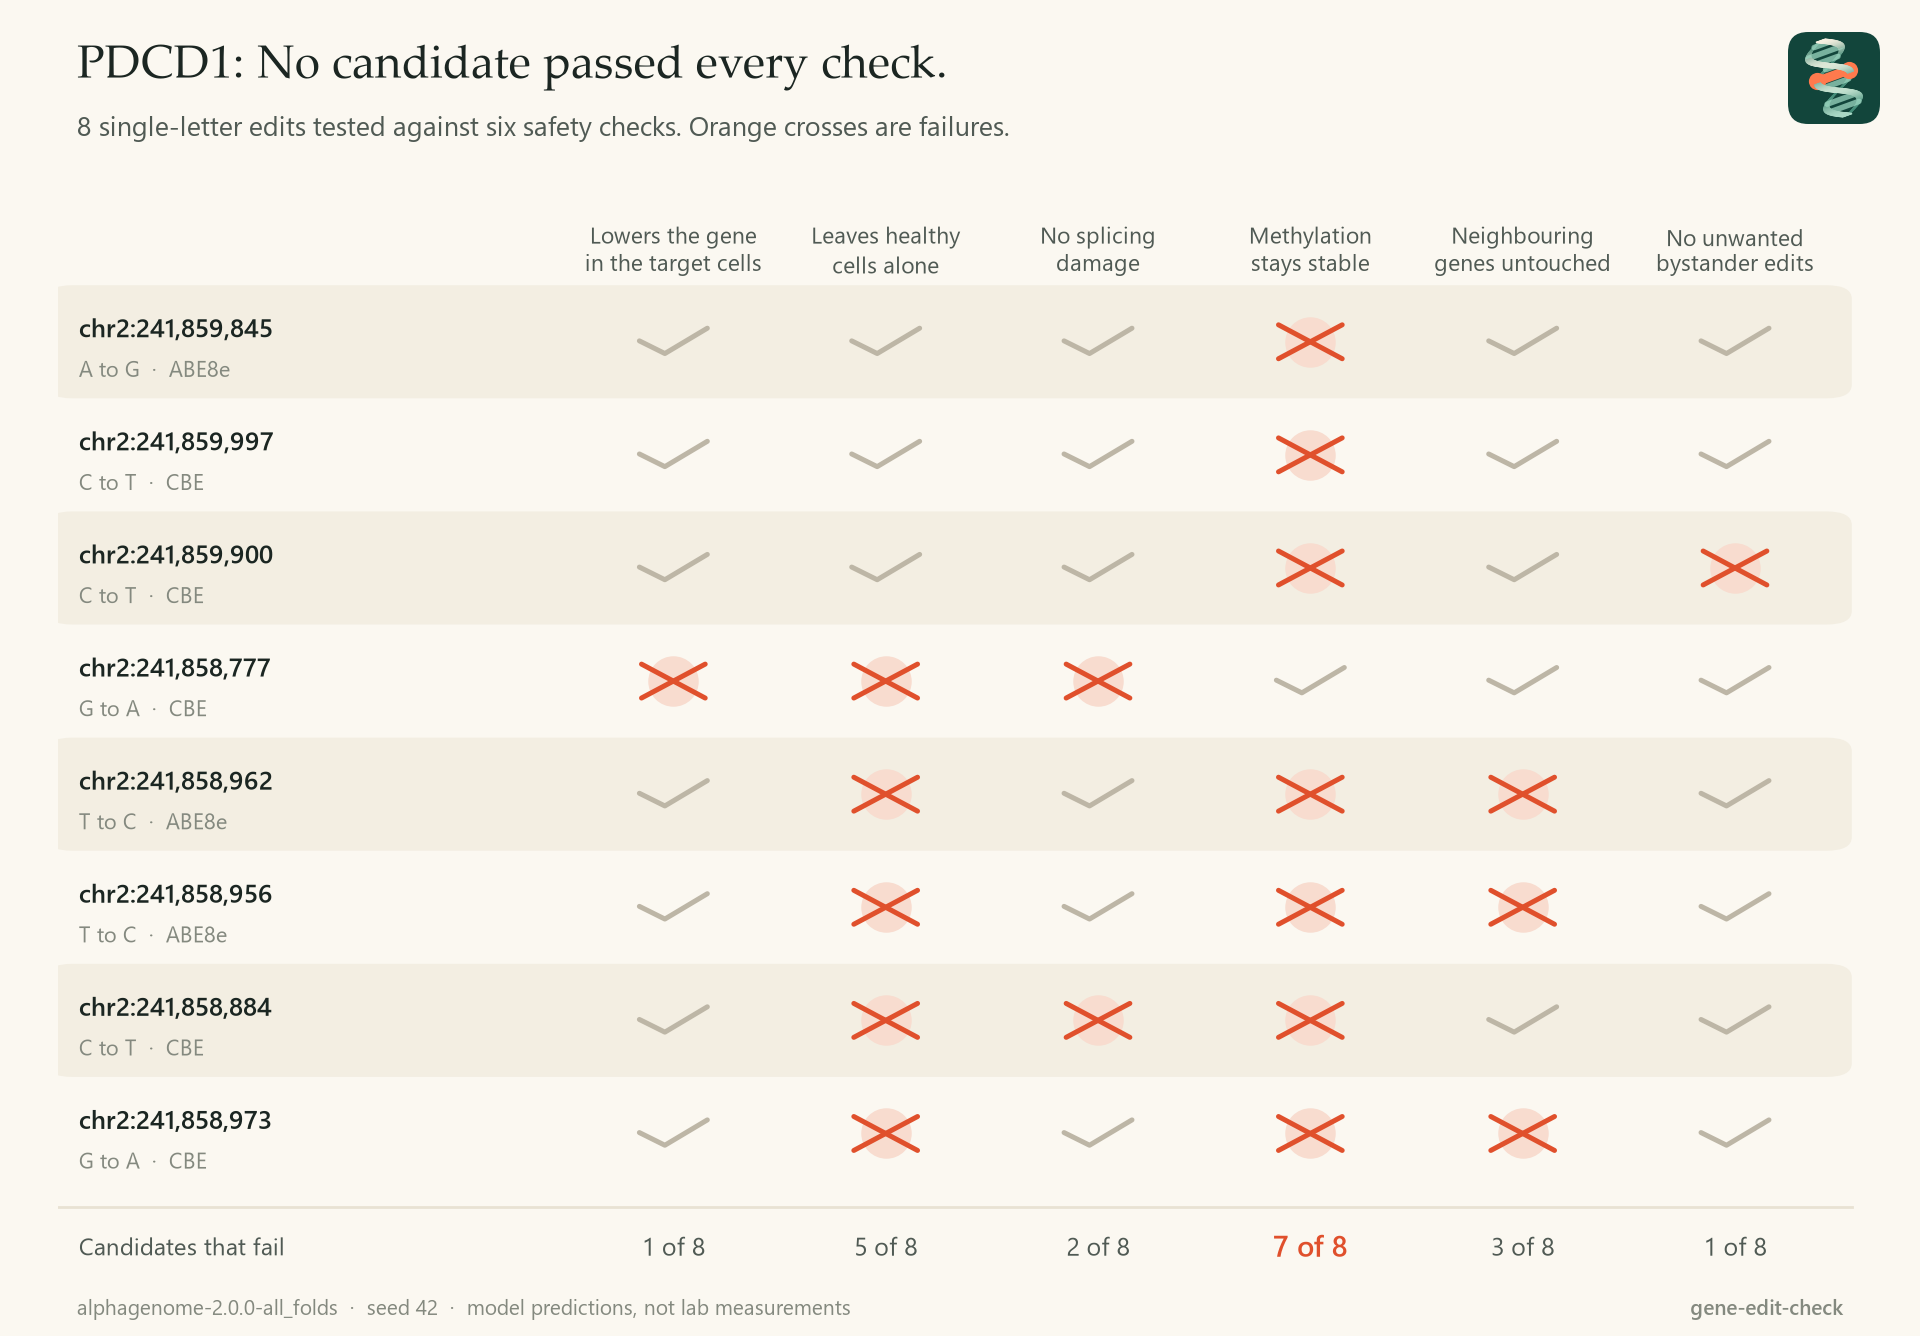 PDCD1: No candidate passed every check.
8 single-letter edits tested against six safety checks. Orange crosses are failures.
Lowers the gene
in the target cells
Leaves healthy
cells alone
No splicing
damage
Methylation
stays stable
Neighbouring
genes untouched
No unwanted
bystander edits
chr2:241,859,845
A to G · ABE8e
chr2:241,859,997
C to T · CBE
chr2:241,859,900
C to T · CBE
chr2:241,858,777
G to A · CBE
chr2:241,858,962
T to C · ABE8e
chr2:241,858,956
T to C · ABE8e
chr2:241,858,884
C to T · CBE
chr2:241,858,973
G to A · CBE
Candidates that fail 1 of 8 5 of 8 2 of 8 7 of 8 3 of 8 1 of 8
alphagenome-2.0.0-all_folds · seed 42 · model predictions, not lab measurements
gene-edit-check